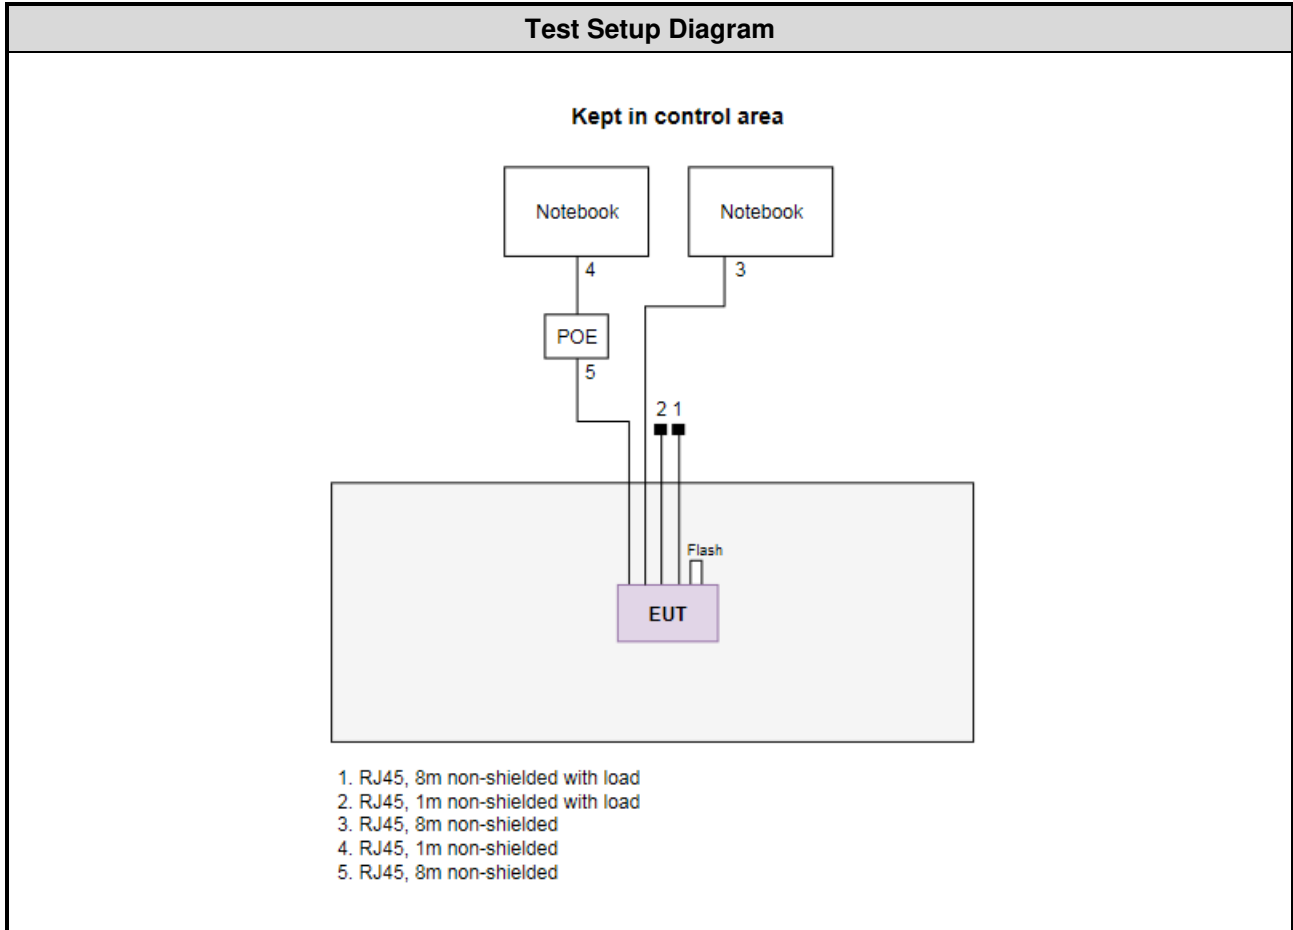 Test Setup Diagram
Kept in control area
Notebook
Notebook
4
3
POE
5
2 1
Flash
EUT
1. RJ45, 8m non-shielded with load
2. RJ45, 1m non-shielded with load
3. RJ45, 8m non-shielded
4. RJ45, 1m non-shielded
5. RJ45, 8m non-shielded